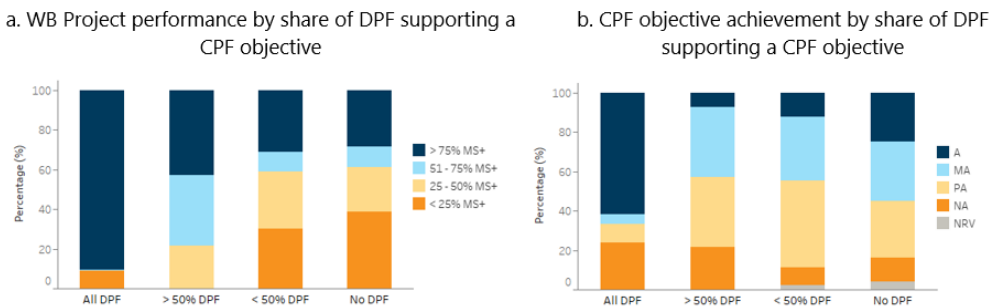 a. WB Project performance by share of DPF supporting a
CPF objective
Percentage (%)
100
80
60
40
20
0
All DPF
> 50% DPF
< 50% DPF
No DPF
> 75% MS+
51 - 75% MS+
25 - 50% MS+
< 25% MS+
b. CPF objective achievement by share of DPF
supporting a CPF objective
Percentage (%)
100
80
60
40
20
0
All DPF
> 50% DPF
< 50% DPF
No DPF
A
MA
PA
NA
NRV